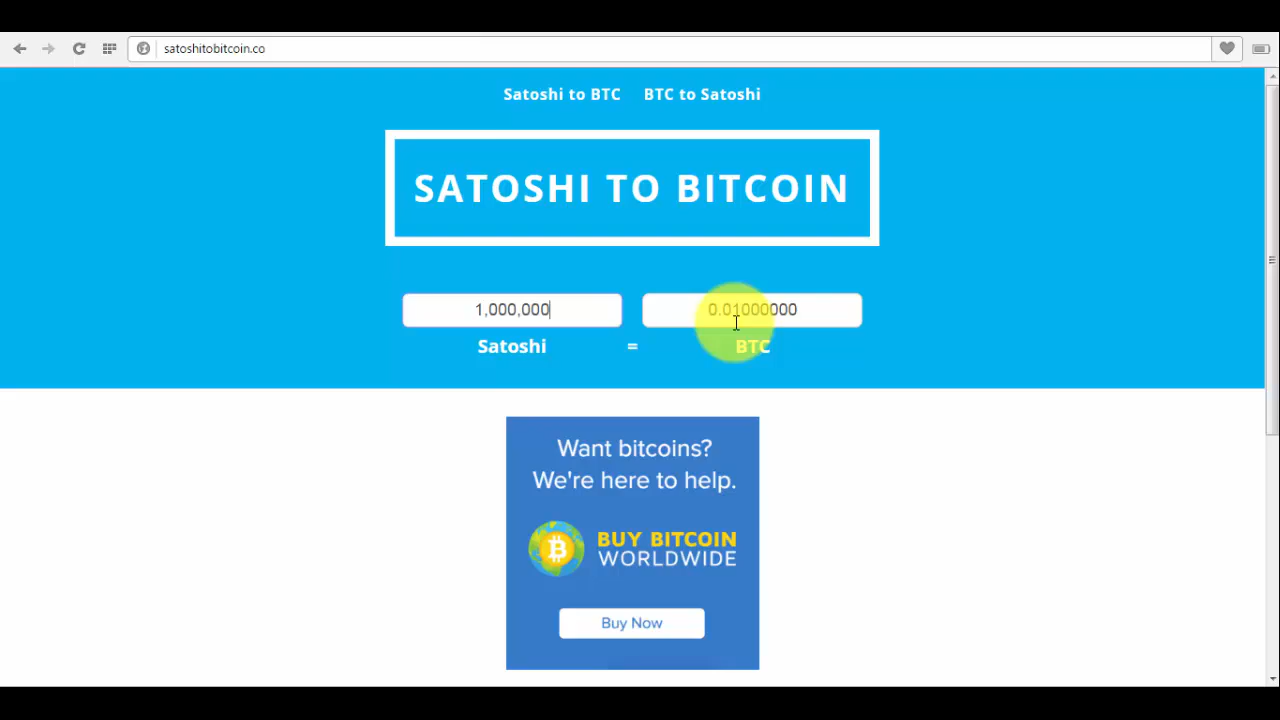 satoshitobitcoin.co
Satoshi to BTC BTC to Satoshi
SATOSHI TO BITCOIN
1,000,000 0.01000000
Satoshi = BTC
Want bitcoins?
We're here to help.
BUY BITCOIN
WORLDWIDE
Buy Now